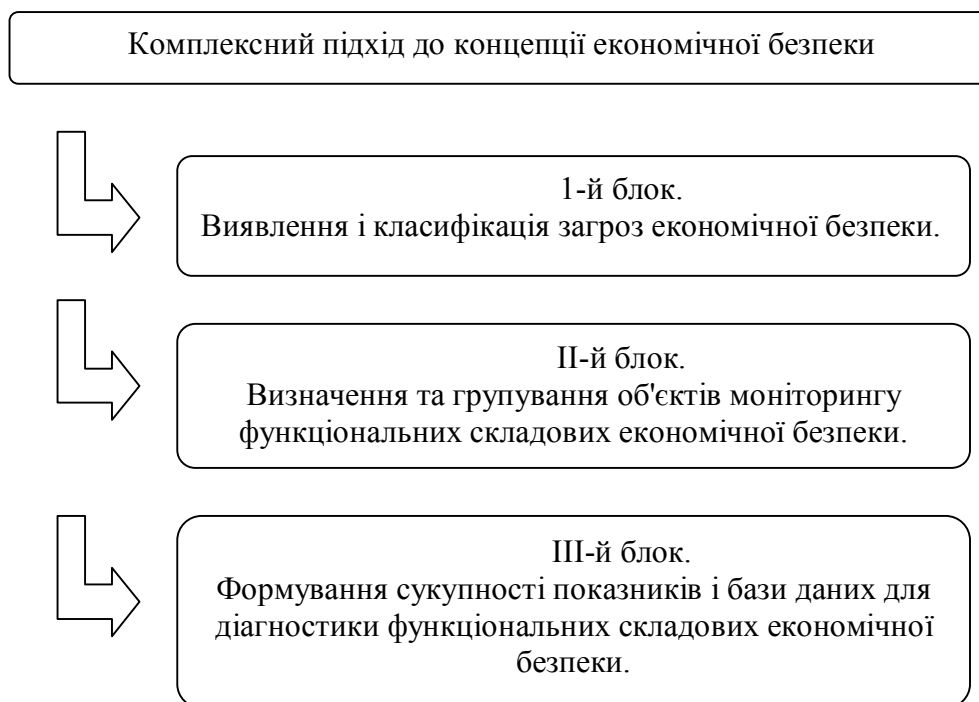 Комплексний підхід до концепції економічної безпеки
1-й блок.
Виявлення і класифікація загроз економічної безпеки.
ІІ-й блок.
Визначення та групування об'єктів моніторингу
функціональних складових економічної безпеки.
ІІІ-й блок.
Формування сукупності показників і бази даних для
діагностики функціональних складових економічної
безпеки.